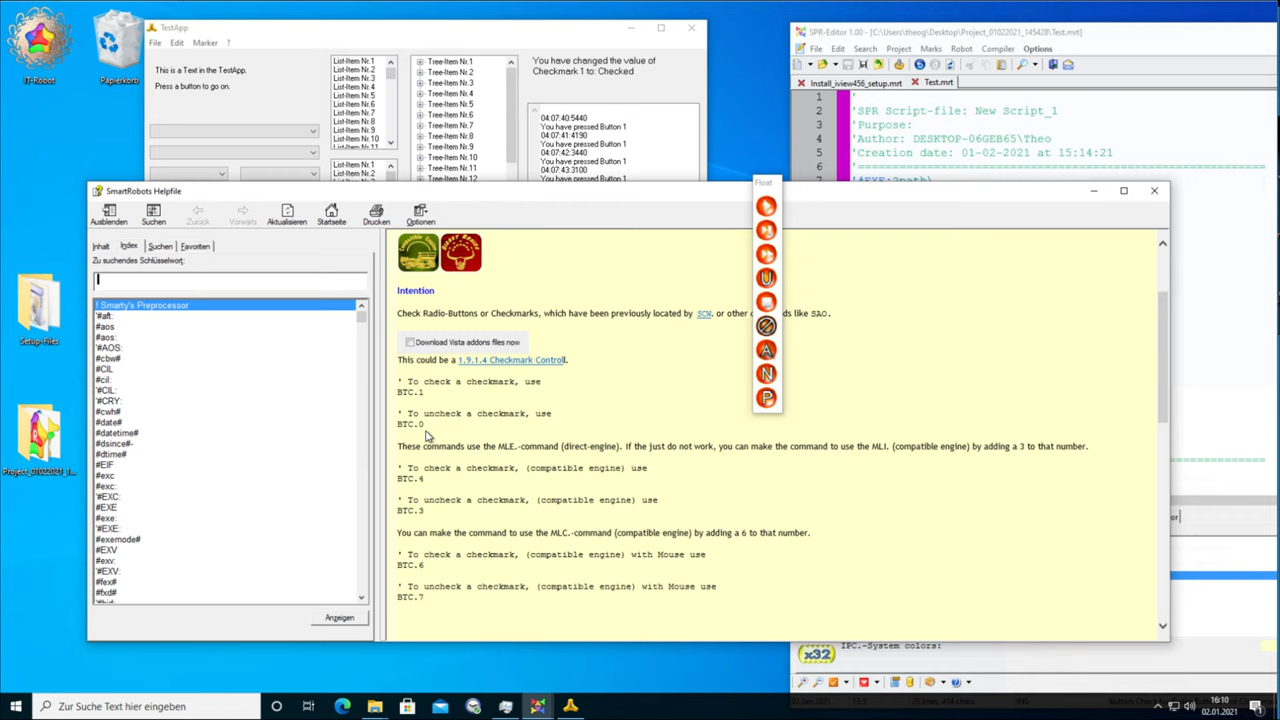 IT-Robot
Papierkorb
Setup-Files
Project_01022021_1...
TestApp
File Edit Marker ?
This is a Text in the TestApp.
Press a button to go on.
List-Item Nr.1
List-Item Nr.2
List-Item Nr.3
List-Item Nr.4
List-Item Nr.5
List-Item Nr.6
List-Item Nr.7
List-Item Nr.8
List-Item Nr.9
List-Item Nr.10
List-Item Nr.11
List-Item Nr.1
List-Item Nr.2
Tree-Item Nr.1
Tree-Item Nr.2
Tree-Item Nr.3
Tree-Item Nr.4
Tree-Item Nr.5
Tree-Item Nr.6
Tree-Item Nr.7
Tree-Item Nr.8
Tree-Item Nr.9
Tree-Item Nr.10
Tree-Item Nr.11
Tree-Item Nr.12
You have changed the value of
Checkmark 1 to: Checked
04:07:40:5440
You have pressed Button 1
04:07:41:4190
You have pressed Button 1
04:07:42:3440
You have pressed Button 1
04:07:43:3100
You have pressed Button 1
SPR-Editor 1.00 - [C:\Users\theog\Desktop\Project_01022021_145428\Test.mrt]
File Edit Search Project Marks Robot Compiler Options
Install_iview456_setup.mrt Test.mrt
1 '
2 'SPR Script-file: New Script_1
3 'Purpose:
4 'Author: DESKTOP-06GEB65\Theo
5 'Creation date: 01-02-2021 at 15:14:21
6 '=
7 '#EXE:?path\
SmartRobots Helpfile
Ausblenden Suchen Zurück Vorwärts Aktualisieren Startseite Drucken Optionen
Inhalt Index Suchen Favoriten
Zu suchendes Schlüsselwort:
! Smarty's Preprocessor
'#aft:
#aos
#aos:
'#AOS:
#cbw#
#CIL
#cil:
'#CIL:
'#CRY:
#cwh#
#date#
#datetime#
#dsince#-
#dtime#
#EIF
#exc
#exc:
'#EXC:
#EXE
#exe:
'#EXE:
#exemode#
#EXV
#exv:
'#EXV:
#fex#
#fxd#
Anzeigen
Intention
Check Radio-Buttons or Checkmarks, which have been previously located by SCW. or other
like SAO.
Download Vista addons files now
This could be a 1.9.1.4 Checkmark Control.
' To check a checkmark, use
BTC.1
' To uncheck a checkmark, use
BTC.0
These commands use the MLE.-command (direct-engine). If the just do not work, you can make the command to use the MLI. (compatible engine) by adding a 3 to that number.
' To check a checkmark, (compatible engine) use
BTC.4
' To uncheck a checkmark, (compatible engine) use
BTC.3
You can make the command to use the MLC.-command (compatible engine) by adding a 6 to that number.
' To check a checkmark, (compatible engine) with Mouse use
BTC.6
' To uncheck a checkmark, (compatible engine) with Mouse use
BTC.7
Float
U
A
N
P
or
x32 IPC.-System colors:
Zur Suche Text hier eingeben
16:10
02.01.2021